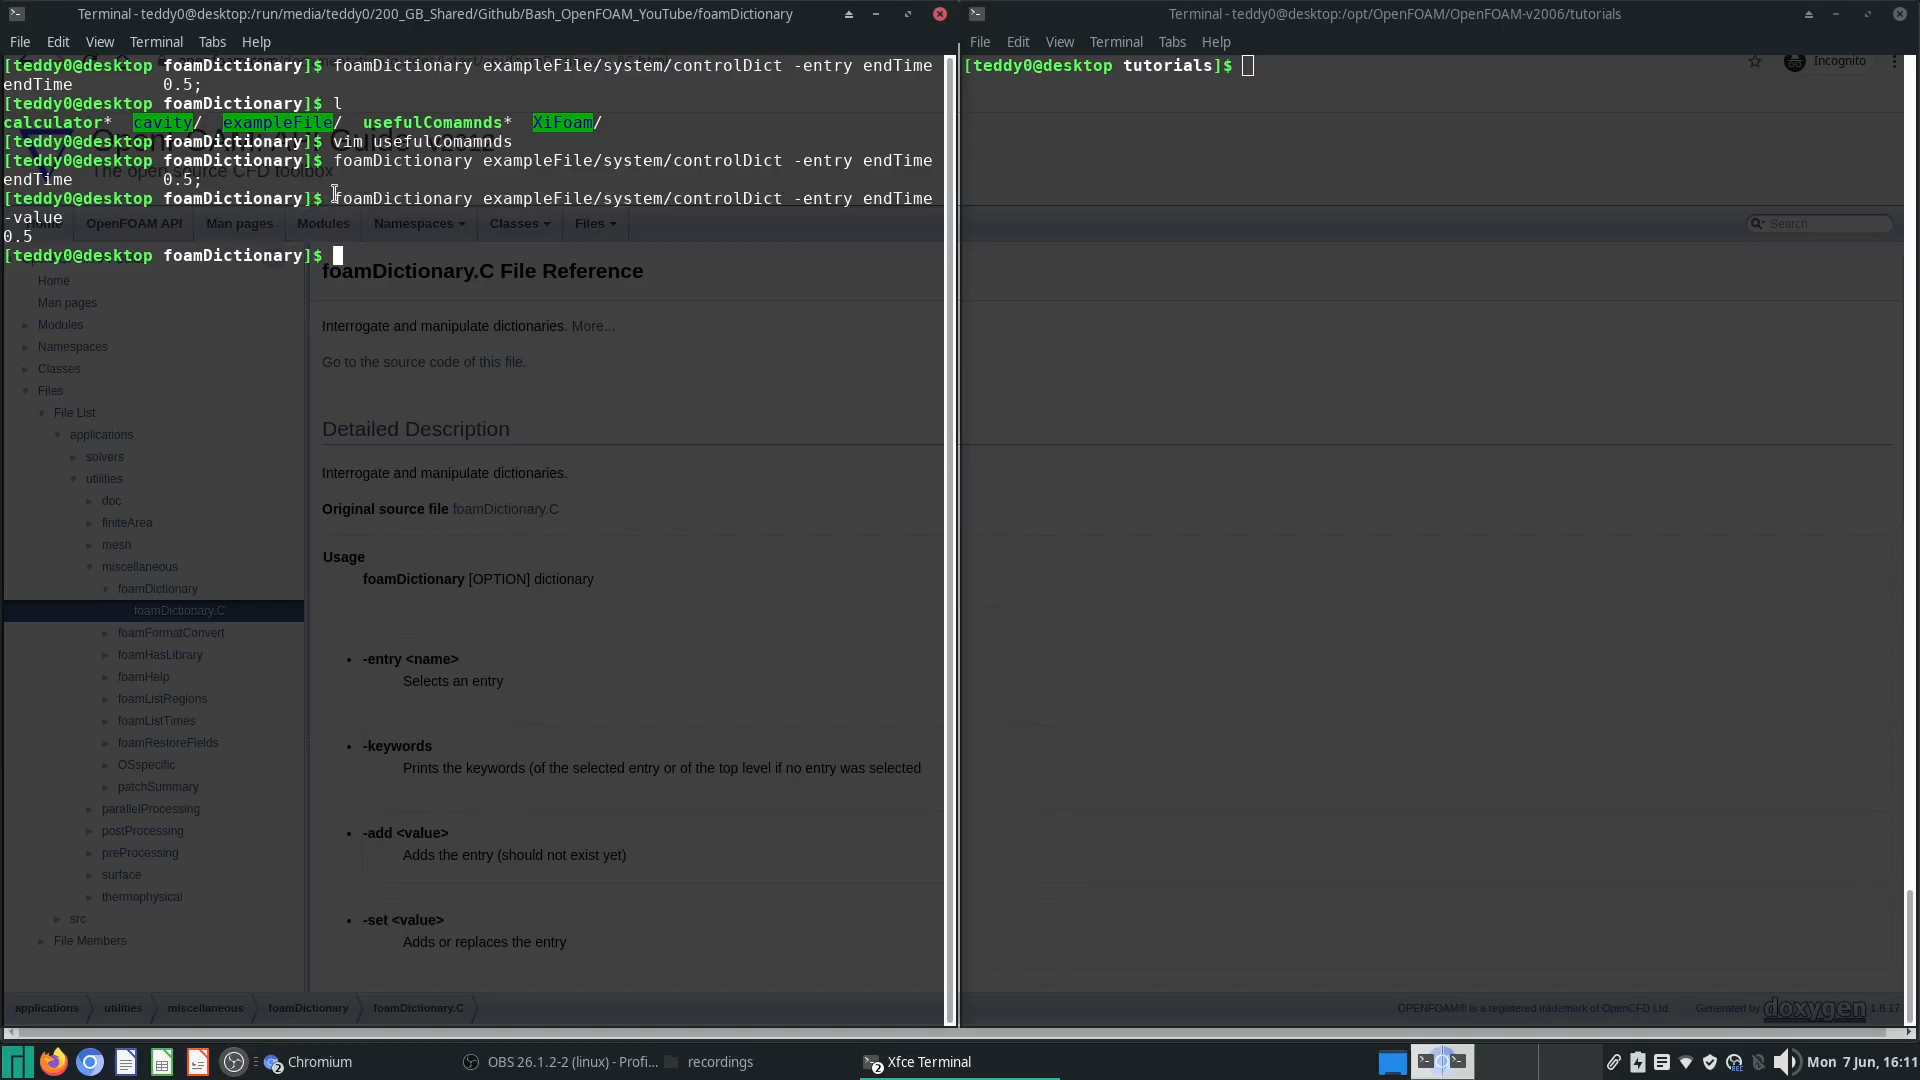 Terminal - teddy0@desktop:/run/media/teddy0/200_GB_Shared/Github/Bash_OpenFOAM_YouTube/foamDictionary
File Edit View Terminal Tabs Help
[teddy0@desktop foamDictionary]$ foamDictionary exampleFile/system/controlDict -entry endTime
endTime 0.5;
[teddy0@desktop foamDictionary]$ l
calculator* cavity/ exampleFile/ usefulComamnds* XiFoam/
[teddy0@desktop foamDictionary]$ vim usefulComamnds
[teddy0@desktop foamDictionary]$ foamDictionary exampleFile/system/controlDict -entry endTime
The open source CFD toolbox
endTime 0.5;
[teddy0@desktop foamDictionary]$ foamDictionary exampleFile/system/controlDict -entry endTime
-value
0.5
[teddy0@desktop foamDictionary]$
Terminal - teddy0@desktop:/opt/OpenFOAM/OpenFOAM-v2006/tutorials
File Edit View Terminal Tabs Help
[teddy0@desktop tutorials]$
Incognito
OpenFOAM API Man pages Modules Namespaces Classes Files
Search
Home
Man pages
Modules
Namespaces
Classes
Files
File List
applications
solvers
utilities
doc
finiteArea
mesh
miscellaneous
foamDictionary
foamDictionary.C
foamFormatConvert
foamHasLibrary
foamHelp
foamListRegions
foamListTimes
foamRestoreFields
OSspecific
patchSummary
parallelProcessing
postProcessing
preProcessing
surface
thermophysical
src
File Members
foamDictionary.C File Reference
Interrogate and manipulate dictionaries. More...
Go to the source code of this file.
Detailed Description
Interrogate and manipulate dictionaries.
Original source file foamDictionary.C
Usage
foamDictionary [OPTION] dictionary
-entry <name>
Selects an entry
-keywords
Prints the keywords (of the selected entry or of the top level if no entry was selected
-add <value>
Adds the entry (should not exist yet)
-set <value>
Adds or replaces the entry
applications utilities miscellaneous foamDictionary foamDictionary.C
OPENFOAM® is a registered trademark of OpenCFD Ltd. Generated by doxygen 1.8.17
2 Chromium
OBS 26.1.2-2 (linux) - Profi...
recordings
2 Xfce Terminal
REC
Mon 7 Jun, 16:11